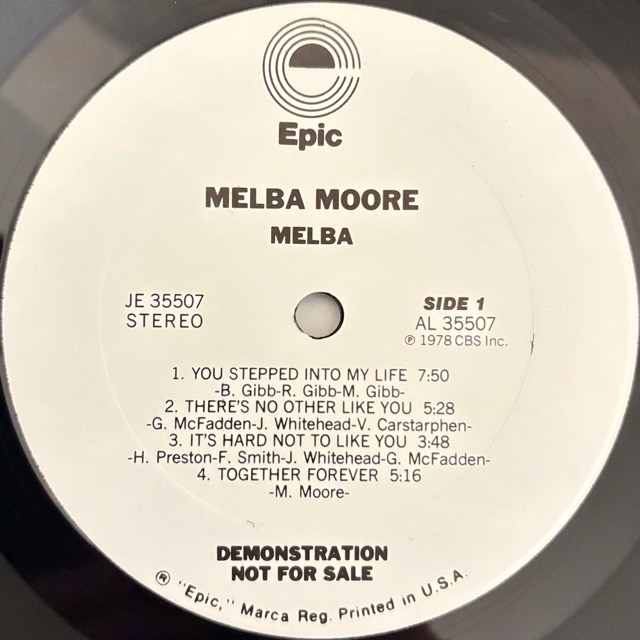 Epic
MELBA MOORE
MELBA
JE 35507
STEREO
SIDE 1
AL 35507
℗ 1978 CBS Inc.
1. YOU STEPPED INTO MY LIFE 7:50
-B. Gibb-R. Gibb-M. Gibb-
2. THERE'S NO OTHER LIKE YOU 5:28
-G. McFadden-J. Whitehead-V. Carstarphen-
3. IT'S HARD NOT TO LIKE YOU 3:48
-H. Preston-F. Smith-J. Whitehead-G. McFadden-
4. TOGETHER FOREVER 5:16
-M. Moore-
DEMONSTRATION
NOT FOR SALE
® "Epic," Marca Reg. Printed in U.S.A.